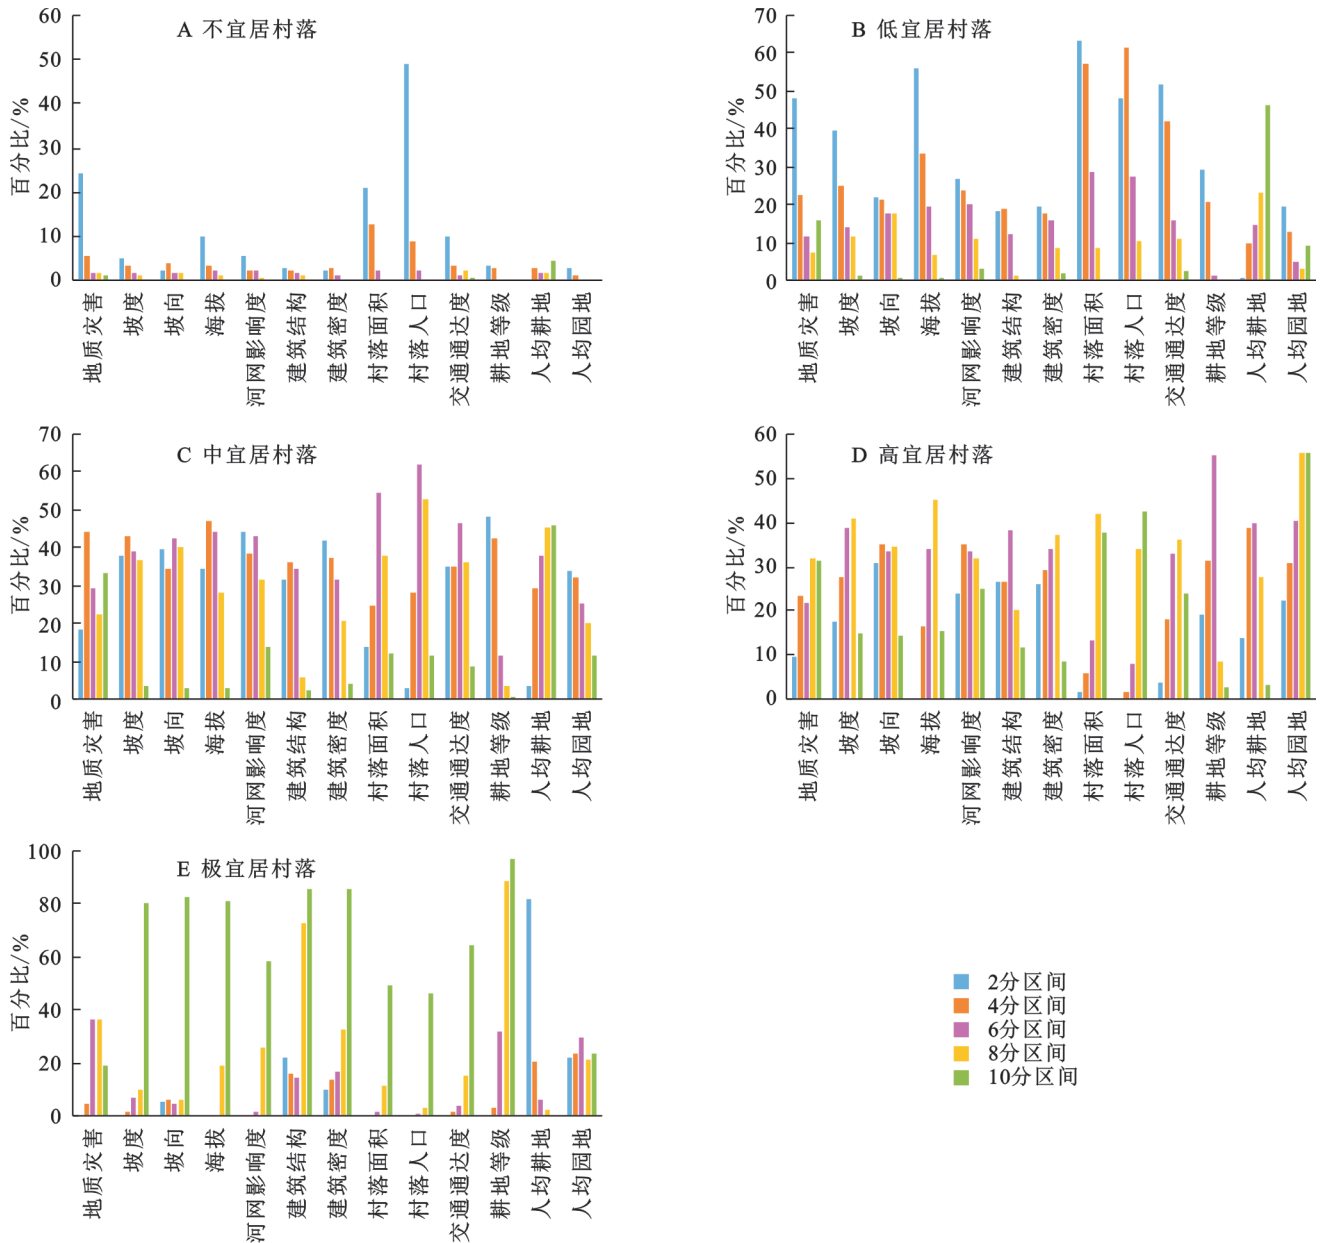 A 不宜居村落
百分比/%
60
50
40
30
20
10
0
地质灾害
坡度
坡向
海拔
河网影响度
建筑结构
建筑密度
村落面积
村落人口
交通通达度
耕地等级
人均耕地
人均园地
B 低宜居村落
百分比/%
70
60
50
40
30
20
10
0
地质灾害
坡度
坡向
海拔
河网影响度
建筑结构
建筑密度
村落面积
村落人口
交通通达度
耕地等级
人均耕地
人均园地
C 中宜居村落
百分比/%
70
60
50
40
30
20
10
0
地质灾害
坡度
坡向
海拔
河网影响度
建筑结构
建筑密度
村落面积
村落人口
交通通达度
耕地等级
人均耕地
人均园地
D 高宜居村落
百分比/%
60
50
40
30
20
10
0
地质灾害
坡度
坡向
海拔
河网影响度
建筑结构
建筑密度
村落面积
村落人口
交通通达度
耕地等级
人均耕地
人均园地
E 极宜居村落
百分比/%
100
80
60
40
20
0
地质灾害
坡度
坡向
海拔
河网影响度
建筑结构
建筑密度
村落面积
村落人口
交通通达度
耕地等级
人均耕地
人均园地
2分区间
4分区间
6分区间
8分区间
10分区间